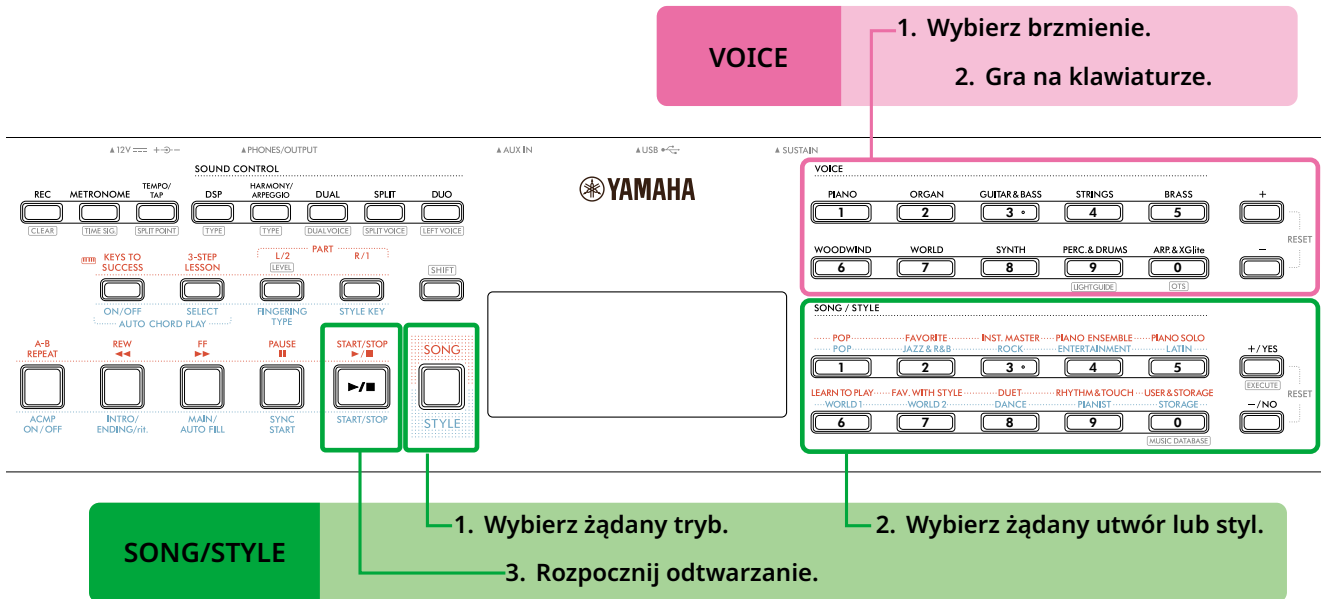 VOICE
1. Wybierz brzmienie.
2. Gra na klawiaturze.
▲12V
▲PHONES/OUTPUT
▲AUX IN
▲USB
▲SUSTAIN
SOUND CONTROL
REC METRONOME TEMPO/TAP DSP HARMONY/ARPEGGIO DUAL SPLIT DUO
CLEAR TIME SIG. SPLIT POINT TYPE TYPE DUAL VOICE SPLIT VOICE LEFT VOICE
YAMAHA
KEYS TO SUCCESS 3-STEP LESSON PART L/2 R/1
LEVEL SHIFT
ON/OFF SELECT FINGERING TYPE STYLE KEY
AUTO CHORD PLAY
A-B REPEAT REW ◀◀ FF ▶▶ PAUSE ❚❚ START/STOP ▶/■ SONG
▶/■
ACMP ON/OFF INTRO/ENDING/rit. MAIN/AUTO FILL SYNC START START/STOP STYLE
VOICE
PIANO ORGAN GUITAR & BASS STRINGS BRASS +
1 2 3 4 5
RESET
WOODWIND WORLD SYNTH PERC. & DRUMS ARP. & XGlite −
6 7 8 9 0
LIGHTGUIDE OTS
SONG / STYLE
POP FAVORITE INST. MASTER PIANO ENSEMBLE PIANO SOLO
POP JAZZ & R&B ROCK ENTERTAINMENT LATIN +/YES
1 2 3 4 5
EXECUTE
RESET
LEARN TO PLAY FAV. WITH STYLE DUET RHYTHM & TOUCH USER & STORAGE
WORLD 1 WORLD 2 DANCE PIANIST STORAGE −/NO
6 7 8 9 0
MUSIC DATABASE
SONG/STYLE
1. Wybierz żądany tryb.
2. Wybierz żądany utwór lub styl.
3. Rozpocznij odtwarzanie.